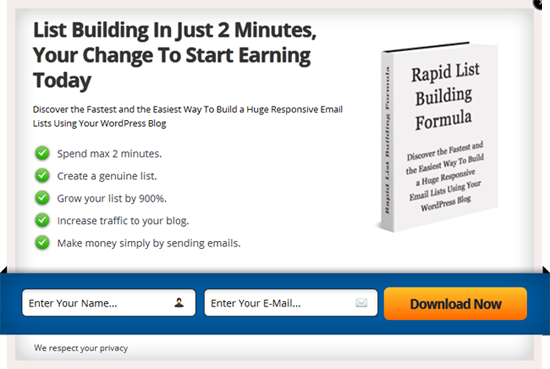 List Building In Just 2 Minutes,
Your Change To Start Earning
Today
Discover the Fastest and the Easiest Way To Build a Huge Responsive Email
Lists Using Your WordPress Blog
Spend max 2 minutes.
Create a genuine list.
Grow your list by 900%.
Increase traffic to your blog.
Make money simply by sending emails.
Rapid List Building Formula
Rapid List
Building
Formula
Discover the Fastest and
the Easiest Way To Build
a Huge Responsive
Email Lists Using Your
WordPress Blog
Enter Your Name...
Enter Your E-Mail...
Download Now
We respect your privacy